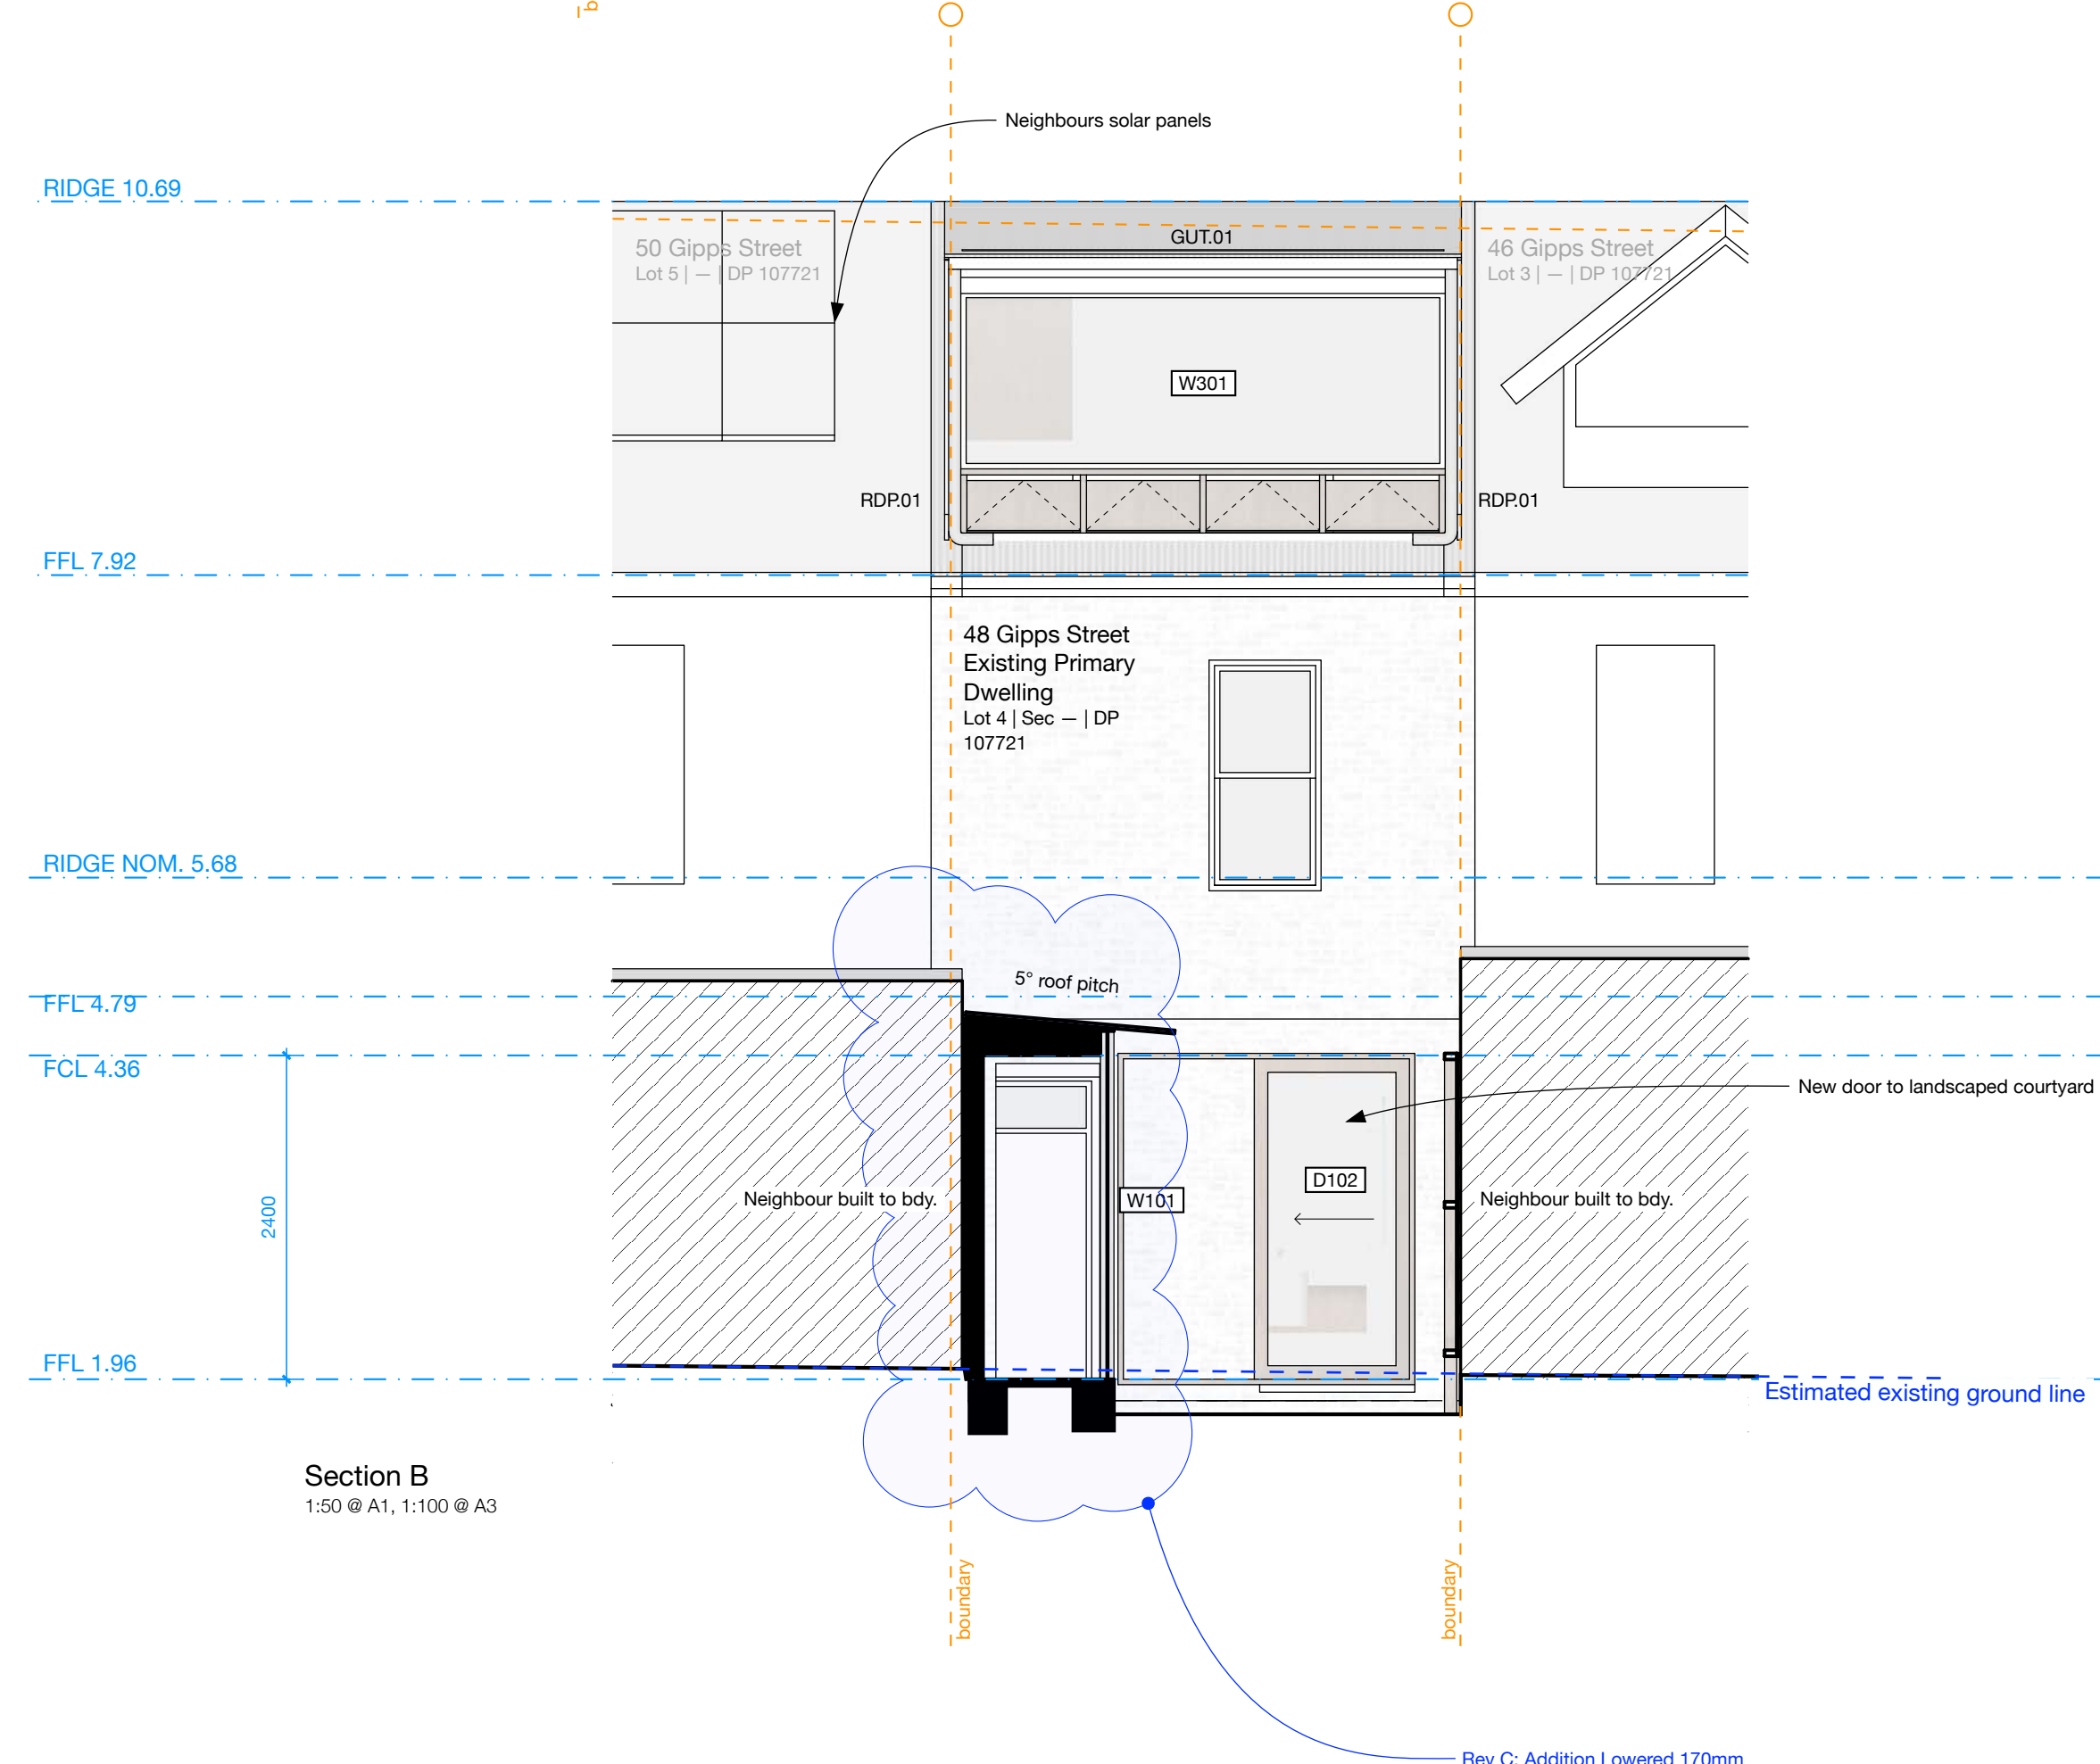 b
Neighbours solar panels
RIDGE 10.69
GUT.01
50 Gipps Street
Lot 5 | — | DP 107721
46 Gipps Street
Lot 3 | — | DP 107721
W301
RDP.01
RDP.01
FFL 7.92
48 Gipps Street
Existing Primary
Dwelling
Lot 4 | Sec — | DP
107721
RIDGE NOM. 5.68
5° roof pitch
FFL 4.79
FCL 4.36
New door to landscaped courtyard
D102
2400
Neighbour built to bdy.
W101
Neighbour built to bdy.
FFL 1.96
Estimated existing ground line
Section B
1:50 @ A1, 1:100 @ A3
boundary
boundary
Rev C: Addition Lowered 170mm